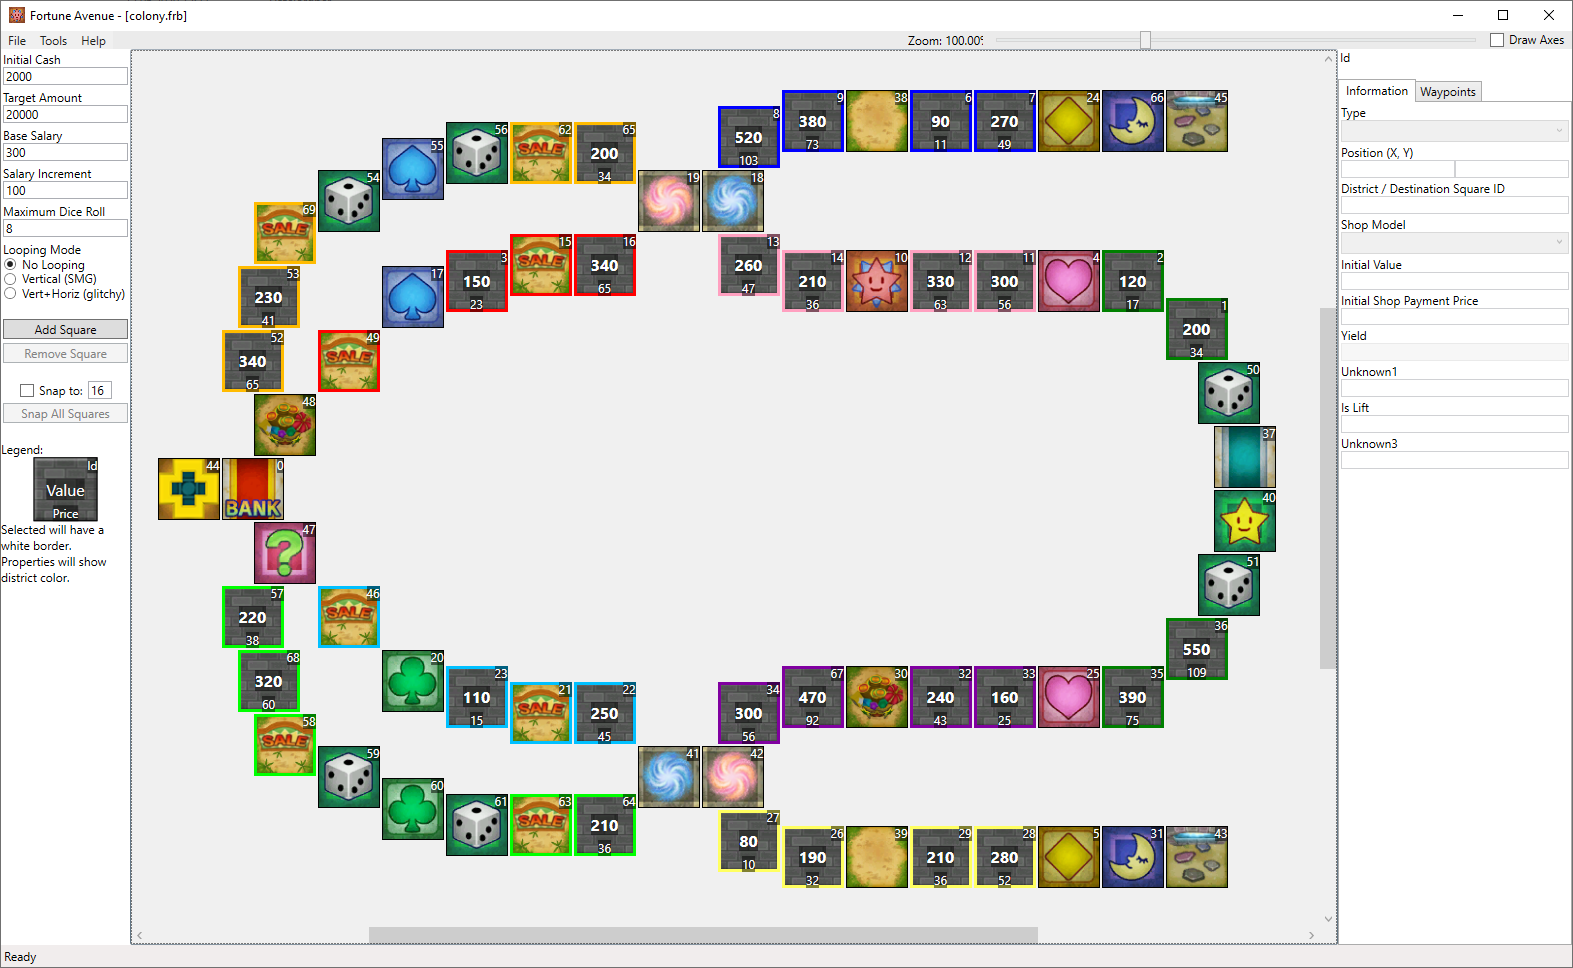 Fortune Avenue - [colony.frb]
File Tools Help
Zoom: 100.00%
Draw Axes
Initial Cash
2000
Target Amount
20000
Base Salary
300
Salary Increment
100
Maximum Dice Roll
8
Looping Mode
No Looping
Vertical (SMG)
Vert+Horiz (glitchy)
Add Square
Remove Square
Snap to: 16
Snap All Squares
Legend:
Id
Value
Price
Selected will have a
white border.
Properties will show
district color.
8
520
103
9
380
73
38
6
90
11
7
270
49
24
66
45
55
56
62
SALE
65
200
34
54
19
18
69
SALE
53
230
41
17
3
150
23
15
SALE
16
340
65
13
260
47
14
210
36
10
12
330
63
11
300
56
4
2
120
17
1
200
34
52
340
65
49
SALE
50
48
37
44
0
BANK
40
47
51
57
220
38
46
SALE
36
550
109
68
320
60
20
23
110
15
21
SALE
22
250
45
34
300
56
67
470
92
30
32
240
43
33
160
25
25
35
390
75
58
SALE
59
41
42
60
61
63
SALE
64
210
36
27
80
10
26
190
32
39
29
210
36
28
280
52
5
31
43
Id
Information Waypoints
Type
Position (X, Y)
District / Destination Square ID
Shop Model
Initial Value
Initial Shop Payment Price
Yield
Unknown1
Is Lift
Unknown3
Ready